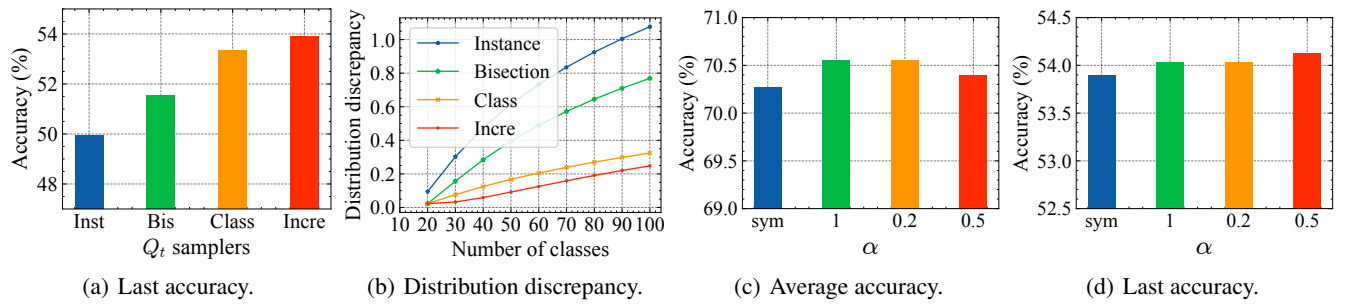 Accuracy (%)
54
52
50
48
Inst Bis Class Incre
Q_t samplers
(a) Last accuracy.
Distribution discrepancy
1.0
0.8
0.6
0.4
0.2
0.0
Instance
Bisection
Class
Incre
10 20 30 40 50 60 70 80 90 100
Number of classes
(b) Distribution discrepancy.
Accuracy (%)
71.0
70.5
70.0
69.5
69.0
sym 1 0.2 0.5
α
(c) Average accuracy.
Accuracy (%)
54.5
54.0
53.5
53.0
52.5
sym 1 0.2 0.5
α
(d) Last accuracy.